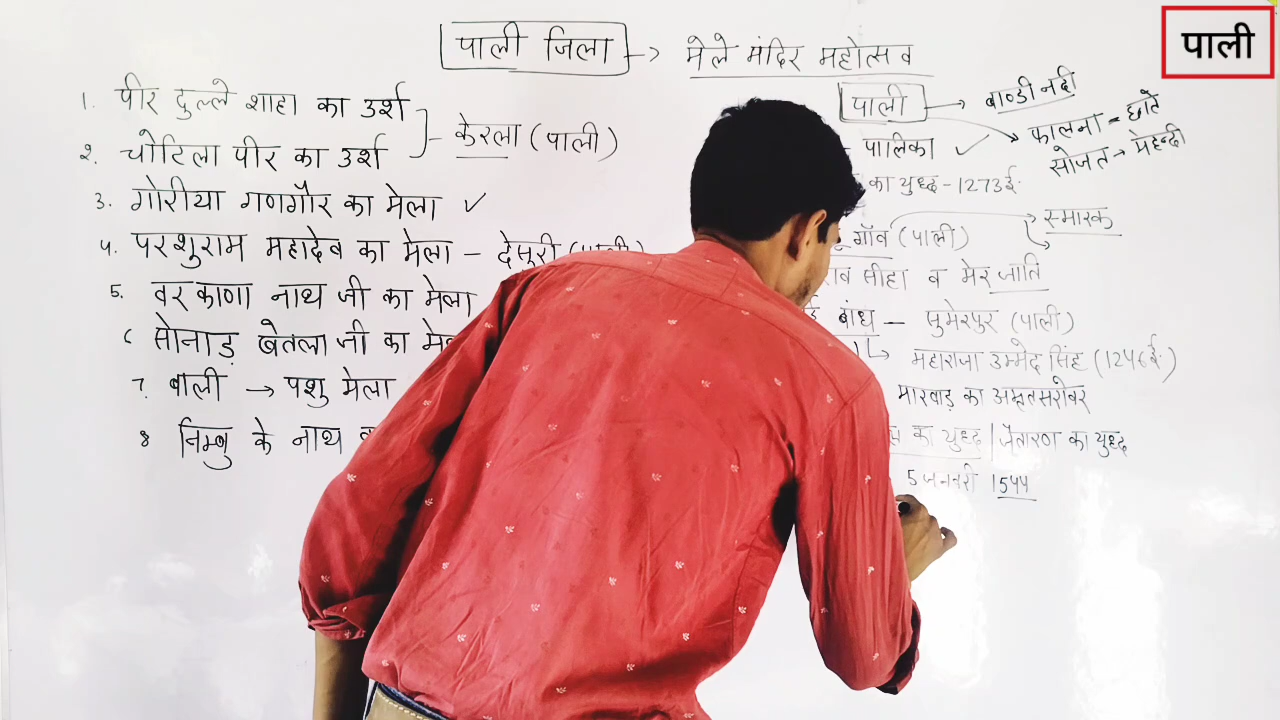 पाली जिला -> मेले मंदिर महोत्सव
पाली
1. पीर दुल्ले शाहा का उर्श
2. चोटिला पीर का उर्श
- केरला (पाली)
3. गोरीया गणगौर का मेला ✓
4. परशुराम महादेव का मेला - देसूरी (पाली)
5. वरकाणा नाथ जी का मेला
6 सोनाड़ खेतला जी का
7. बाली -> पशु मेला
8 निम्बु के नाथ
पाली -> बाण्डी नदी
फालना - छाते
सोजत -> मेहन्दी
- पालिका ✓
का युध्द - 1273ई.
गाँव (पाली) -> स्मारक
सीहा व मेर जाति
बांध - सुमेरपुर (पाली)
-> महाराजा उम्मेद सिंह (1246ई.)
मारवाड़ का अमृतसरोवर
का युध्द | जैतारण का युध्द
5 जनवरी 1544